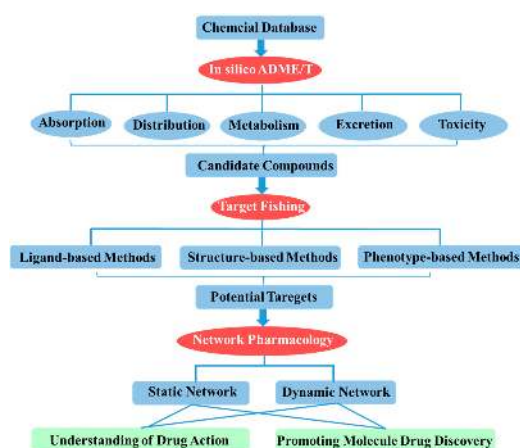 Chemcial Database
In silico ADME/T
Absorption
Distribution
Metabolism
Excretion
Toxicity
Candidate Compounds
Target Fishing
Ligand-based Methods
Structure-based Methods
Phenotype-based Methods
Potential Taregets
Network Pharmacology
Static Network
Dynamic Network
Understanding of Drug Action
Promoting Molecule Drug Discovery